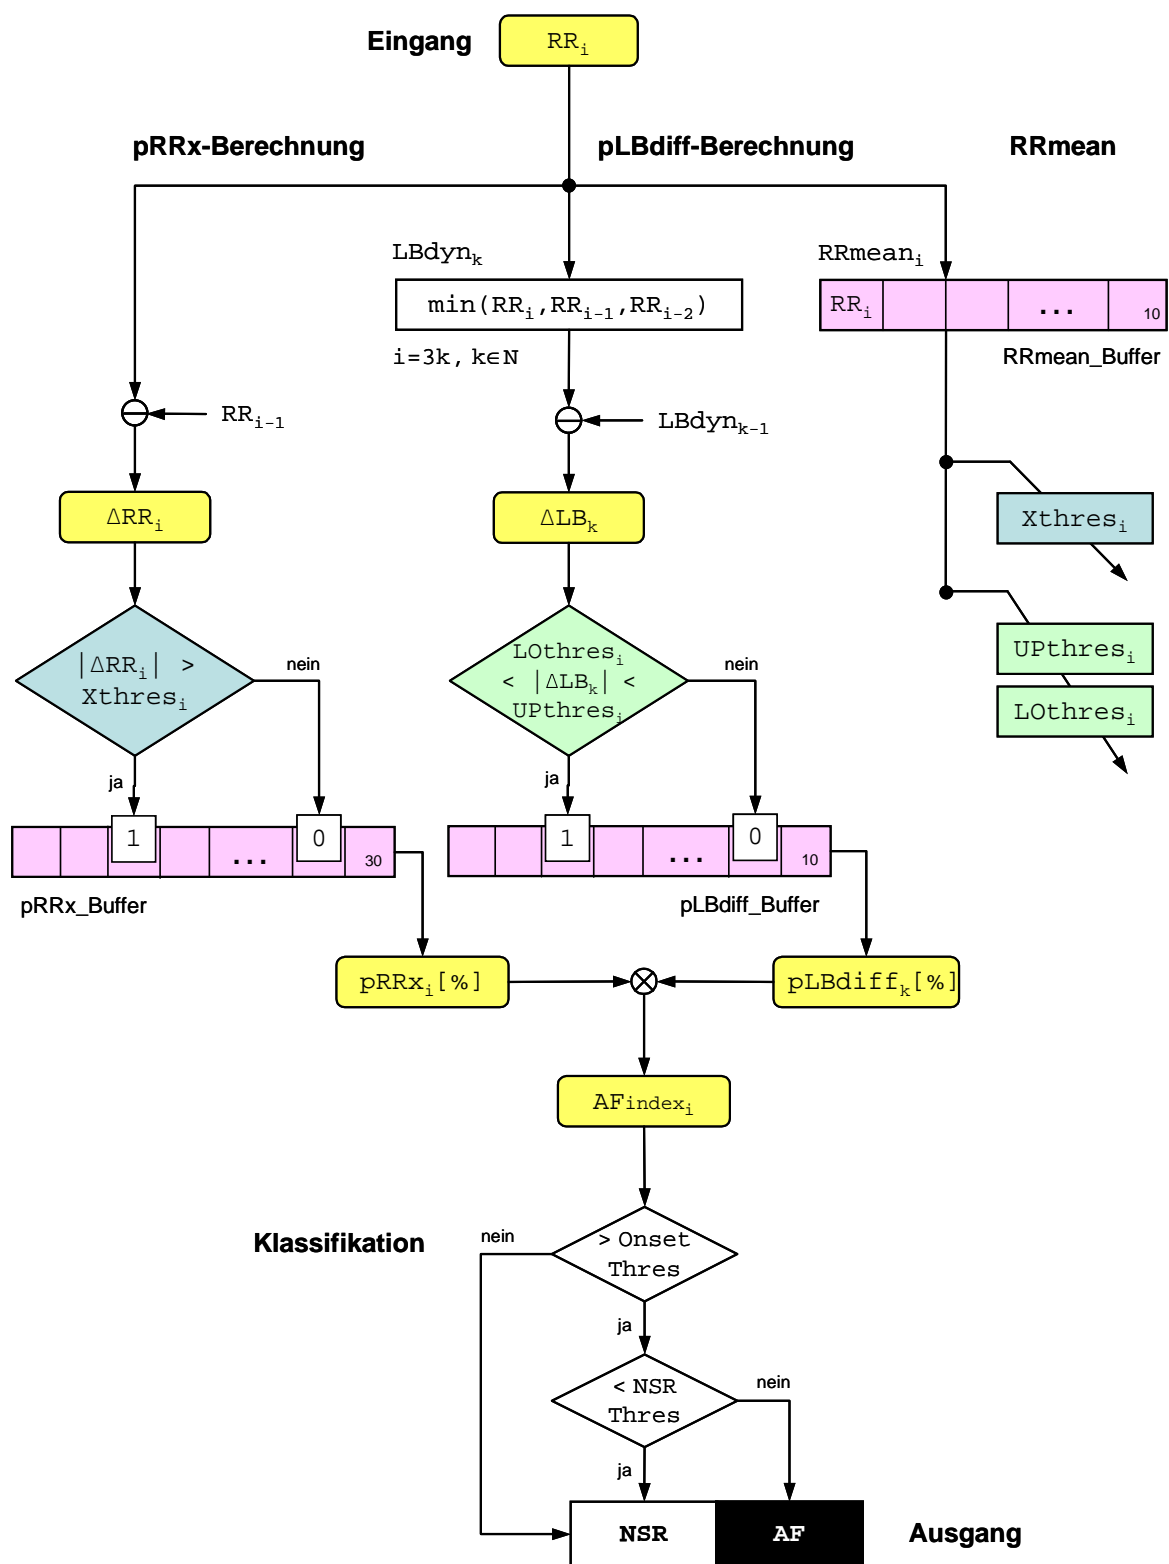 Eingang
RRi
pRRx-Berechnung
pLBdiff-Berechnung
RRmean
LBdynk
RRmeani
min(RRi,RRi-1,RRi-2)
RRi
...
10
i=3k, k∈N
RRmean_Buffer
RRi-1
LBdynk-1
ΔRRi
ΔLBk
Xthresi
|ΔRRi| >
Xthresi
nein
ja
LOthresi
< |ΔLBk| <
UPthresi
nein
ja
UPthresi
LOthresi
1
...
0
30
pRRx_Buffer
1
...
0
10
pLBdiff_Buffer
pRRxi[%]
pLBdiffk[%]
AFindexi
Klassifikation
nein
> Onset
Thres
ja
< NSR
Thres
nein
ja
NSR
AF
Ausgang